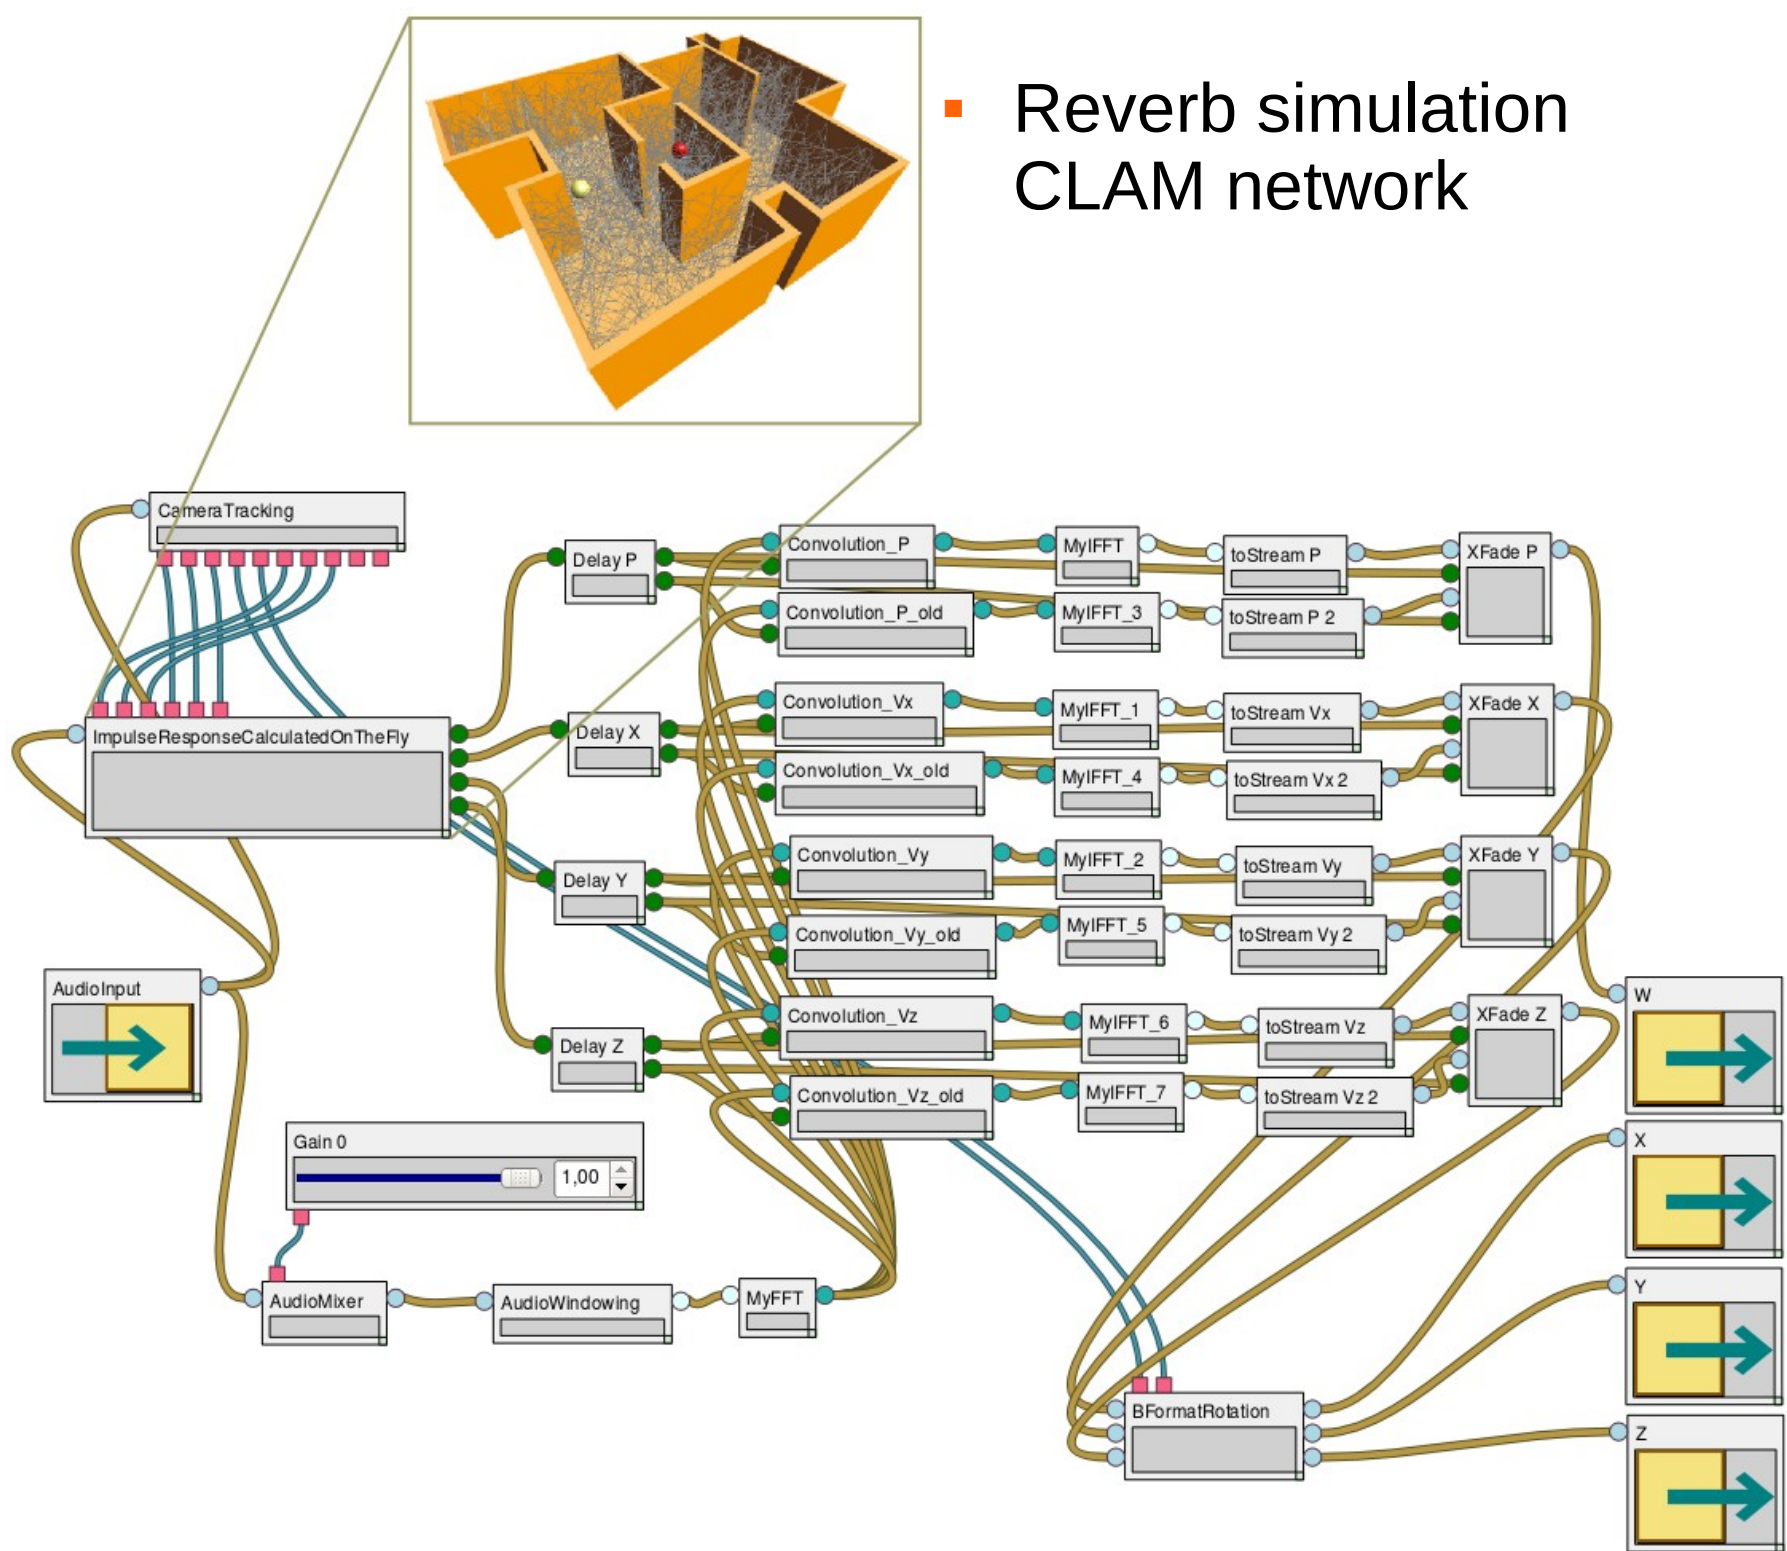 Reverb simulation
CLAM network
CameraTracking
ImpulseResponseCalculatedOnTheFly
AudioInput
Gain 0
1,00
AudioMixer
AudioWindowing
MyFFT
Delay P
Delay X
Delay Y
Delay Z
Convolution_P
MyIFFT
toStream P
XFade P
Convolution_P_old
MyIFFT_3
toStream P 2
Convolution_Vx
MyIFFT_1
toStream Vx
XFade X
Convolution_Vx_old
MyIFFT_4
toStream Vx 2
Convolution_Vy
MyIFFT_2
toStream Vy
XFade Y
Convolution_Vy_old
MyIFFT_5
toStream Vy 2
Convolution_Vz
MyIFFT_6
toStream Vz
XFade Z
Convolution_Vz_old
MyIFFT_7
toStream Vz 2
BFormatRotation
W
X
Y
Z